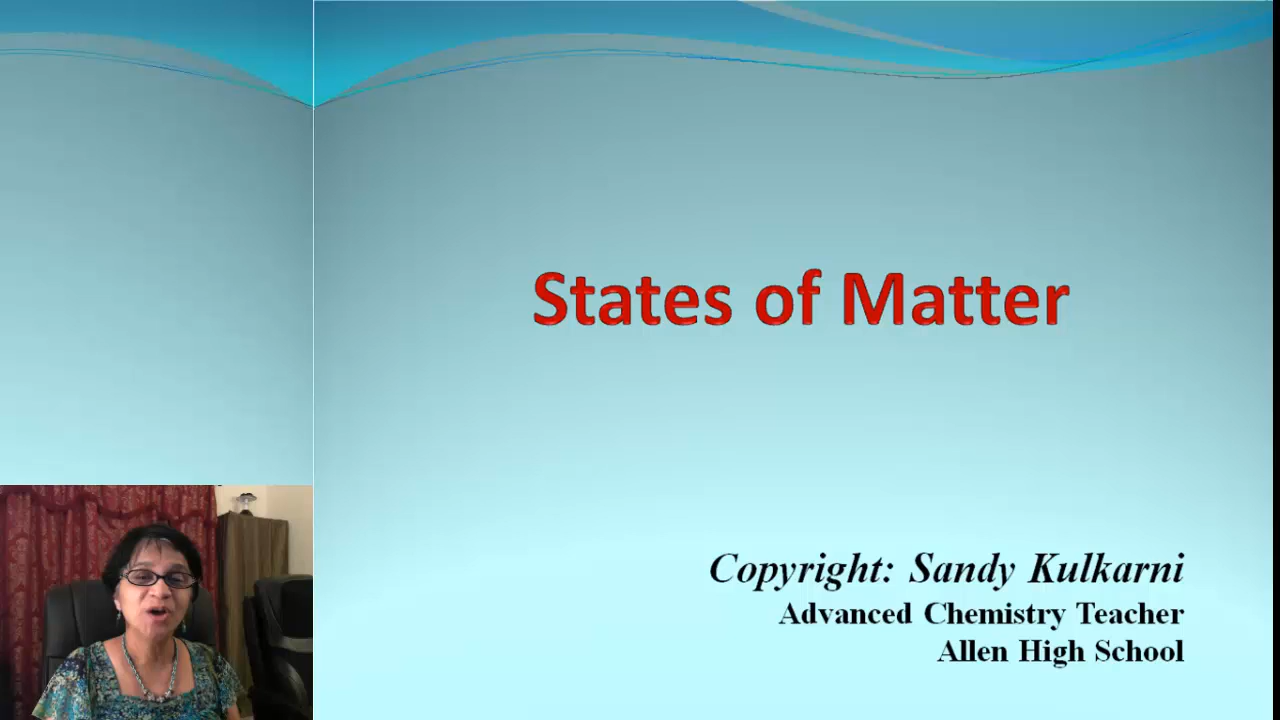 States of Matter
Copyright: Sandy Kulkarni
Advanced Chemistry Teacher
Allen High School